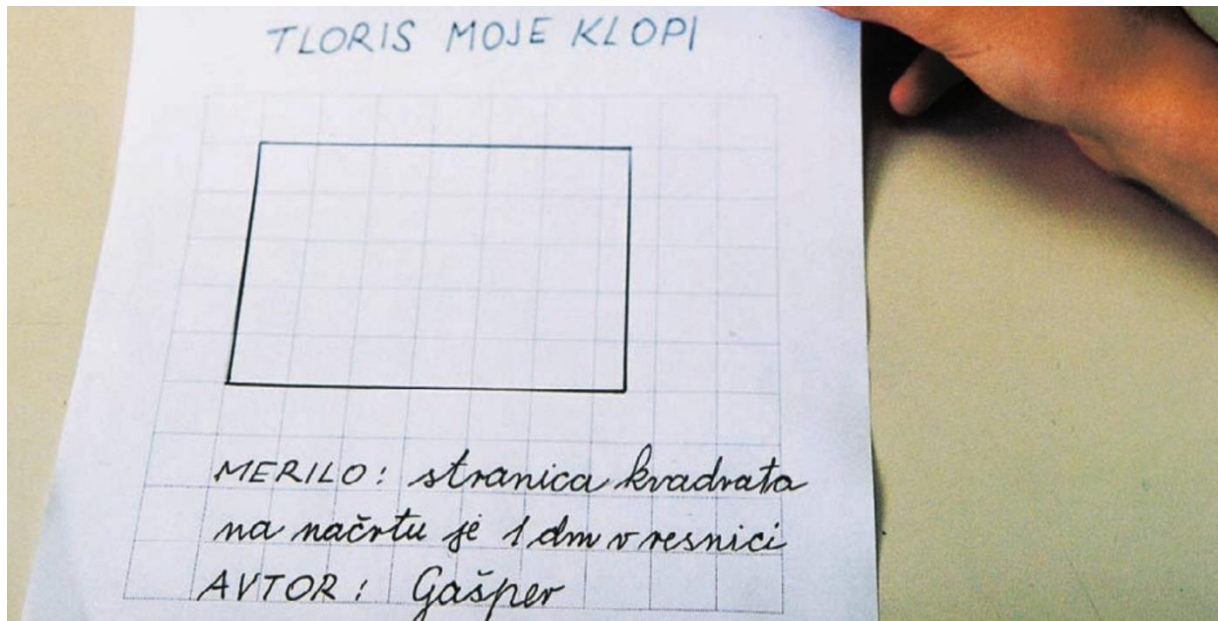 TLORIS MOJE KLOPI
MERILO: stranica kvadrata
na načrtu je 1 dm v resnici
AVTOR: Gašper